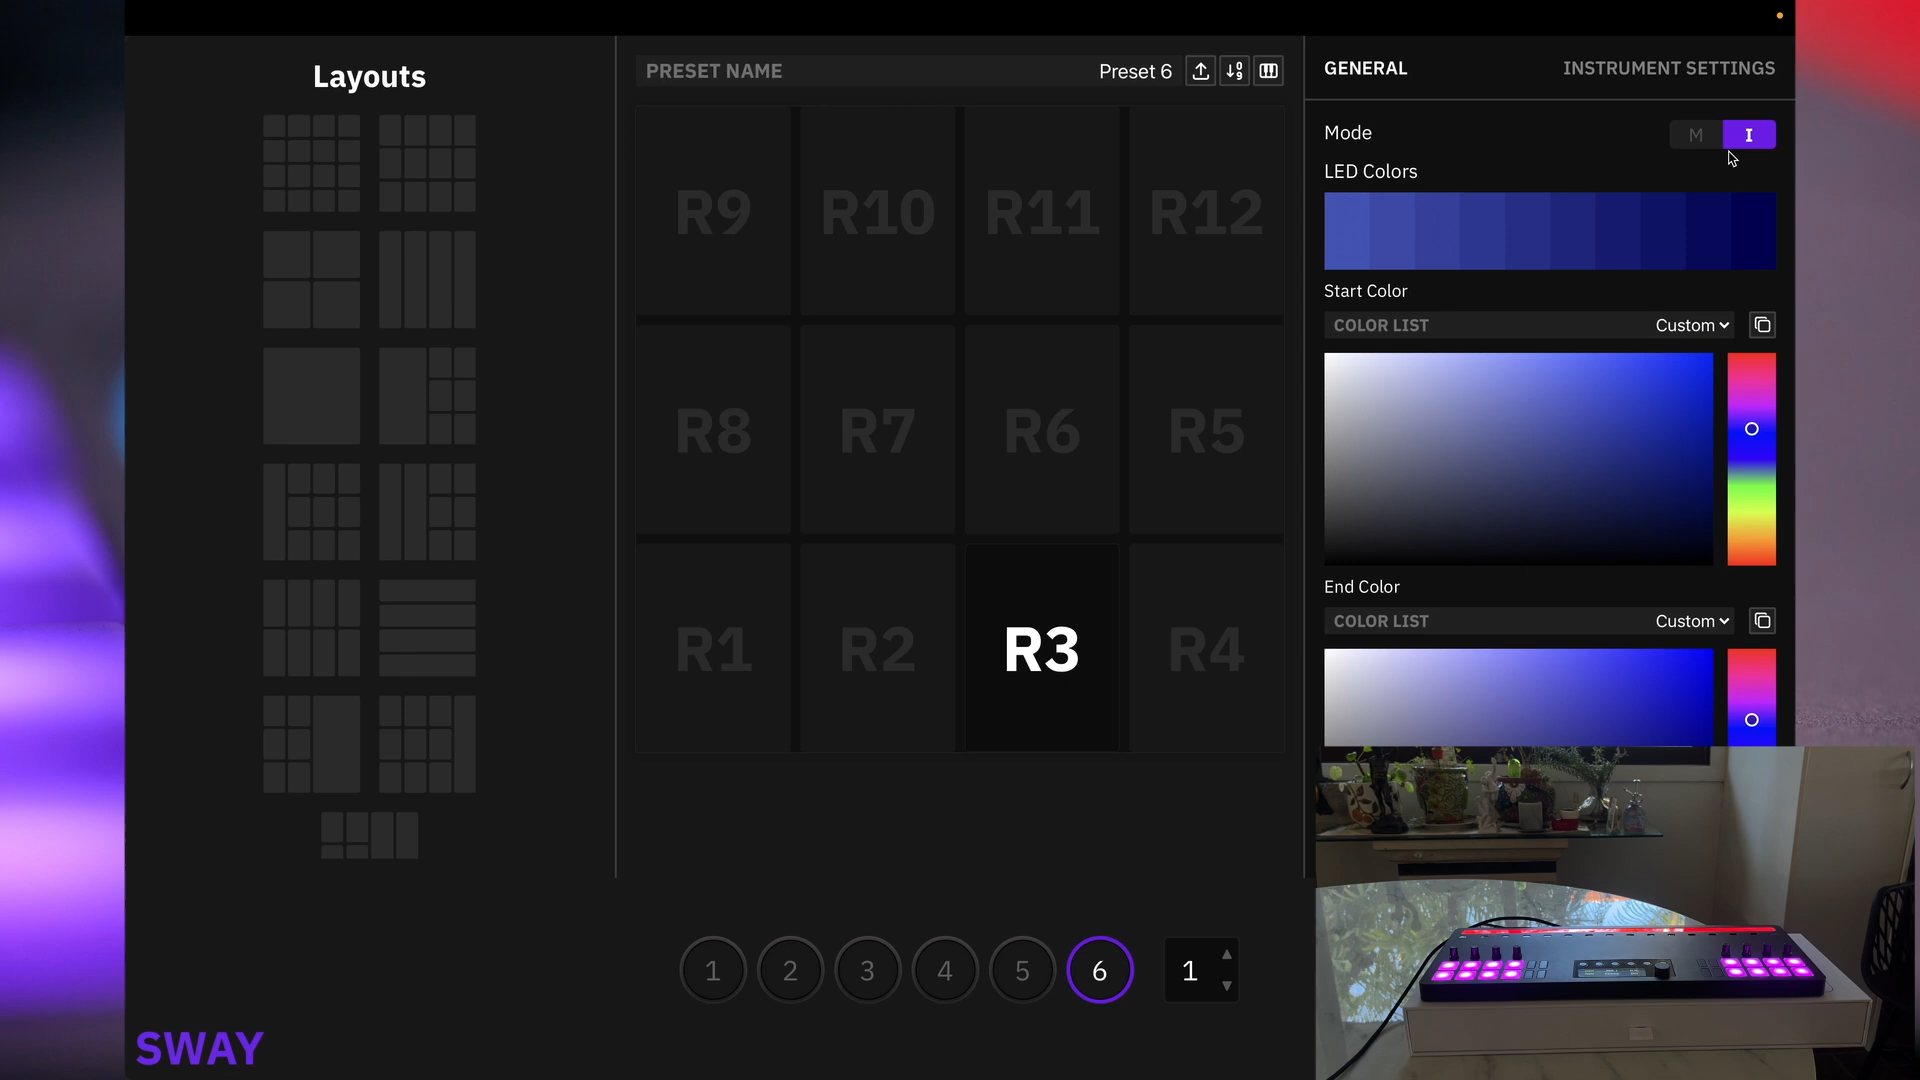 Layouts
PRESET NAME
Preset 6
R9
R10
R11
R12
R8
R7
R6
R5
R1
R2
R3
R4
1
2
3
4
5
6
1
SWAY
GENERAL
INSTRUMENT SETTINGS
Mode
M
I
LED Colors
Start Color
COLOR LIST
Custom
End Color
COLOR LIST
Custom